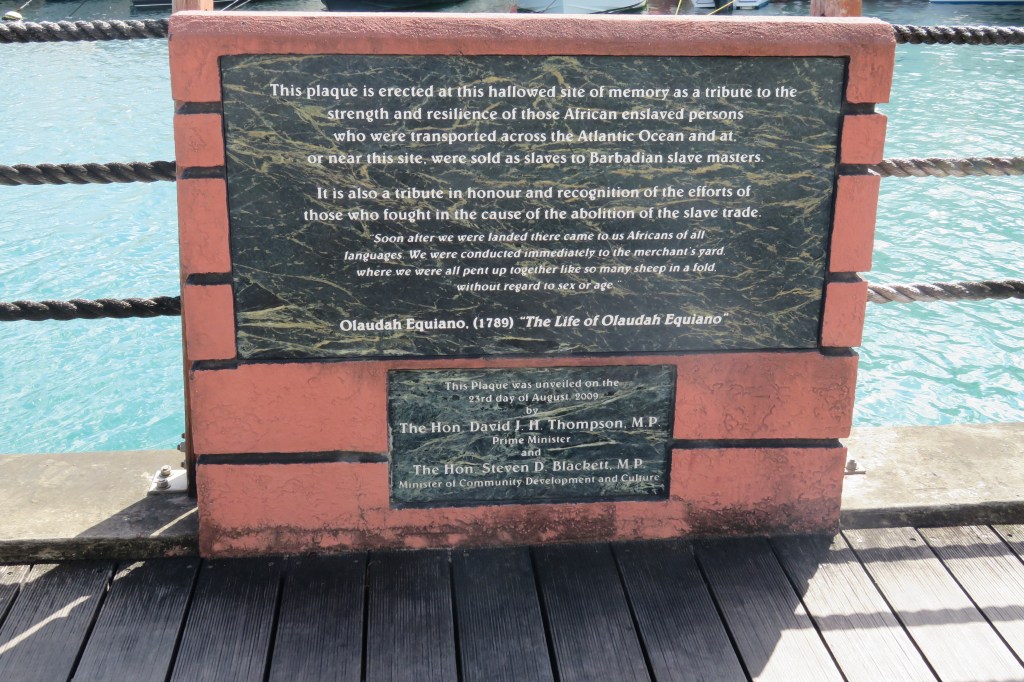 This plaque is erected at this hallowed site of memory as a tribute to the
strength and resilience of those African enslaved persons
who were transported across the Atlantic Ocean and at,
or near this site, were sold as slaves to Barbadian slave masters.
It is also a tribute in honour and recognition of the efforts of
those who fought in the cause of the abolition of the slave trade.
"Soon after we were landed there came to us Africans of all
languages. We were conducted immediately to the merchant's yard,
where we were all pent up together like so many sheep in a fold,
without regard to sex or age."
Olaudah Equiano, (1789) "The Life of Olaudah Equiano"
This Plaque was unveiled on the
23rd day of August, 2009
by
The Hon. David J. H. Thompson, M.P.
Prime Minister
and
The Hon. Steven D. Blackett, M.P.
Minister of Community Development and Culture